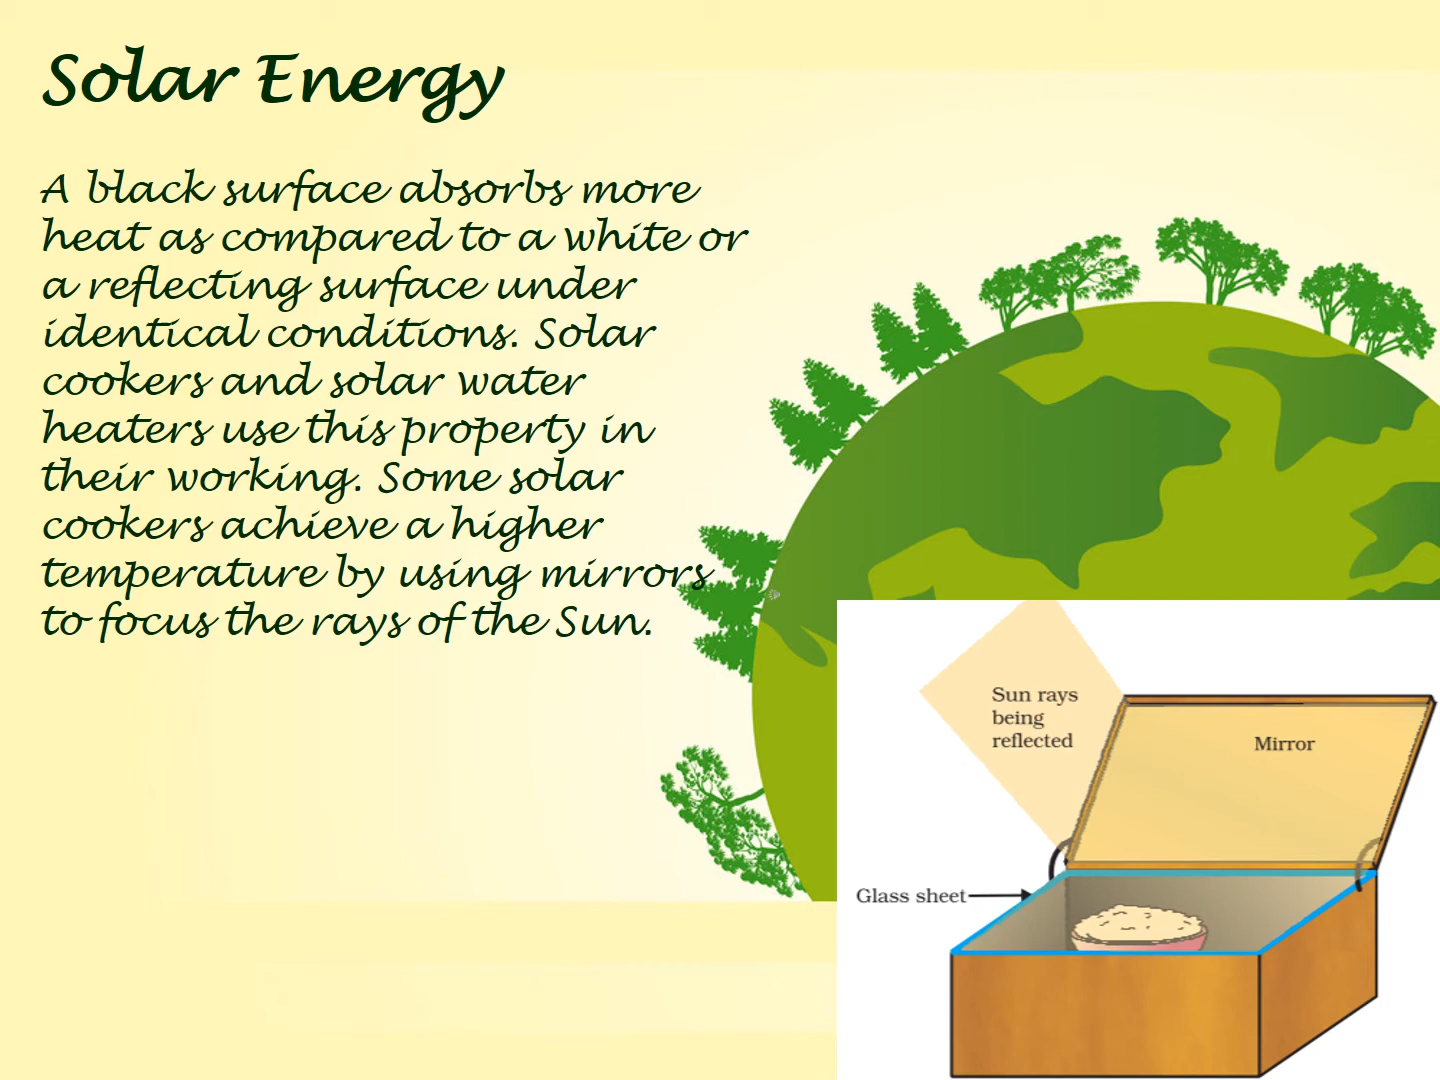 Solar Energy
A black surface absorbs more
heat as compared to a white or
a reflecting surface under
identical conditions. Solar
cookers and solar water
heaters use this property in
their working. Some solar
cookers achieve a higher
temperature by using mirrors
to focus the rays of the Sun.
Sun rays
being
reflected
Mirror
Glass sheet